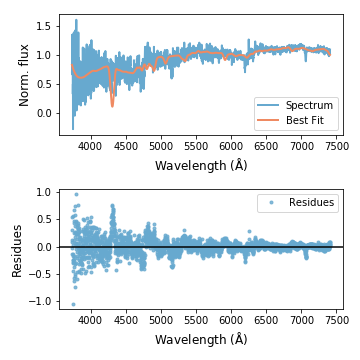 1.5
1.0
0.5
0.0
Norm. flux
Spectrum
Best Fit
4000 4500 5000 5500 6000 6500 7000 7500
Wavelength (Å)
1.0
0.5
0.0
−0.5
−1.0
Residues
Residues
4000 4500 5000 5500 6000 6500 7000 7500
Wavelength (Å)